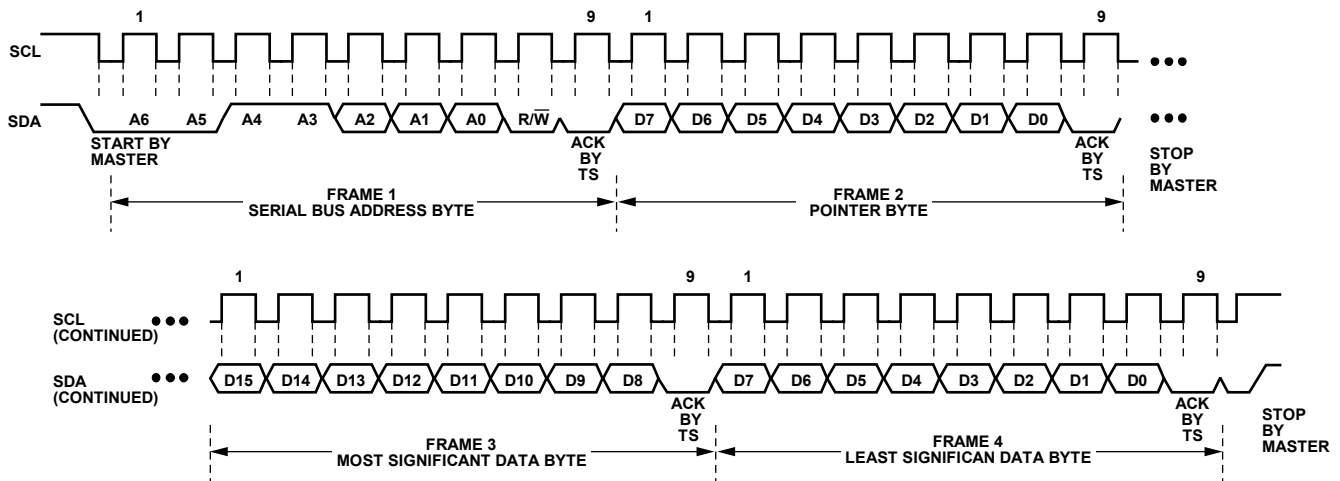 1 9 1 9
SCL
SDA A6 A5 A4 A3 A2 A1 A0 R/W̅ D7 D6 D5 D4 D3 D2 D1 D0
START BY
MASTER
ACK
BY
TS
ACK
BY
TS
STOP
BY
MASTER
FRAME 1
SERIAL BUS ADDRESS BYTE
FRAME 2
POINTER BYTE
1 9 1 9
SCL
(CONTINUED)
SDA
(CONTINUED)
D15 D14 D13 D12 D11 D10 D9 D8 D7 D6 D5 D4 D3 D2 D1 D0
ACK
BY
TS
ACK
BY
TS
STOP
BY
MASTER
FRAME 3
MOST SIGNIFICANT DATA BYTE
FRAME 4
LEAST SIGNIFICAN DATA BYTE